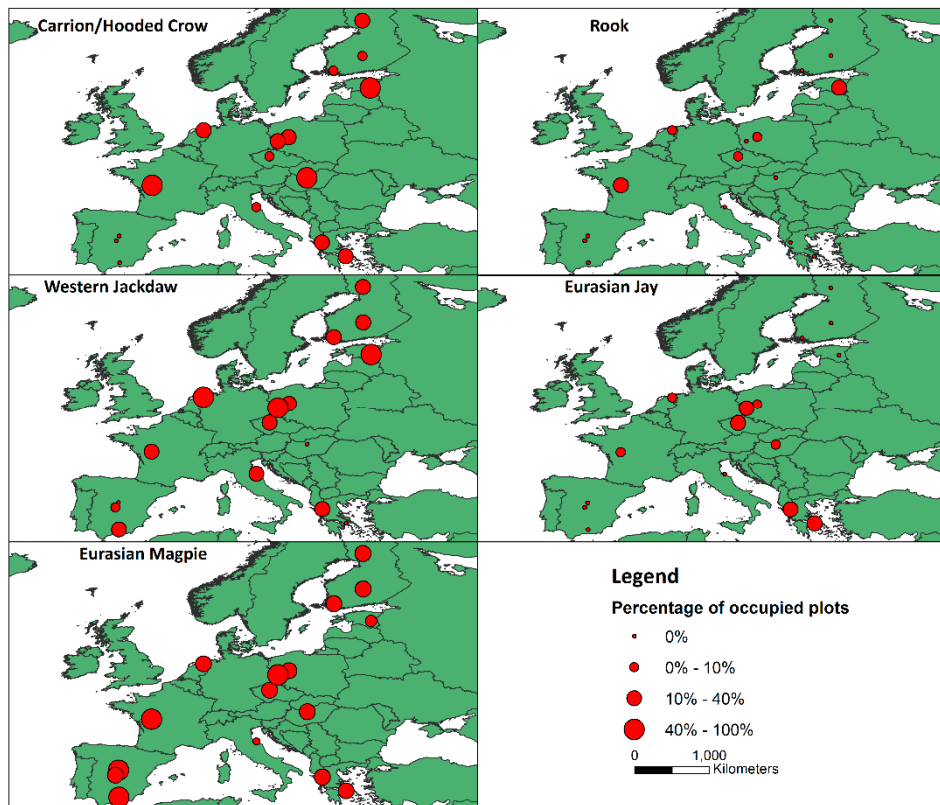 Carrion/Hooded Crow
Rook
Western Jackdaw
Eurasian Jay
Eurasian Magpie
Legend
Percentage of occupied plots
0%
0% - 10%
10% - 40%
40% - 100%
0 1,000
Kilometers